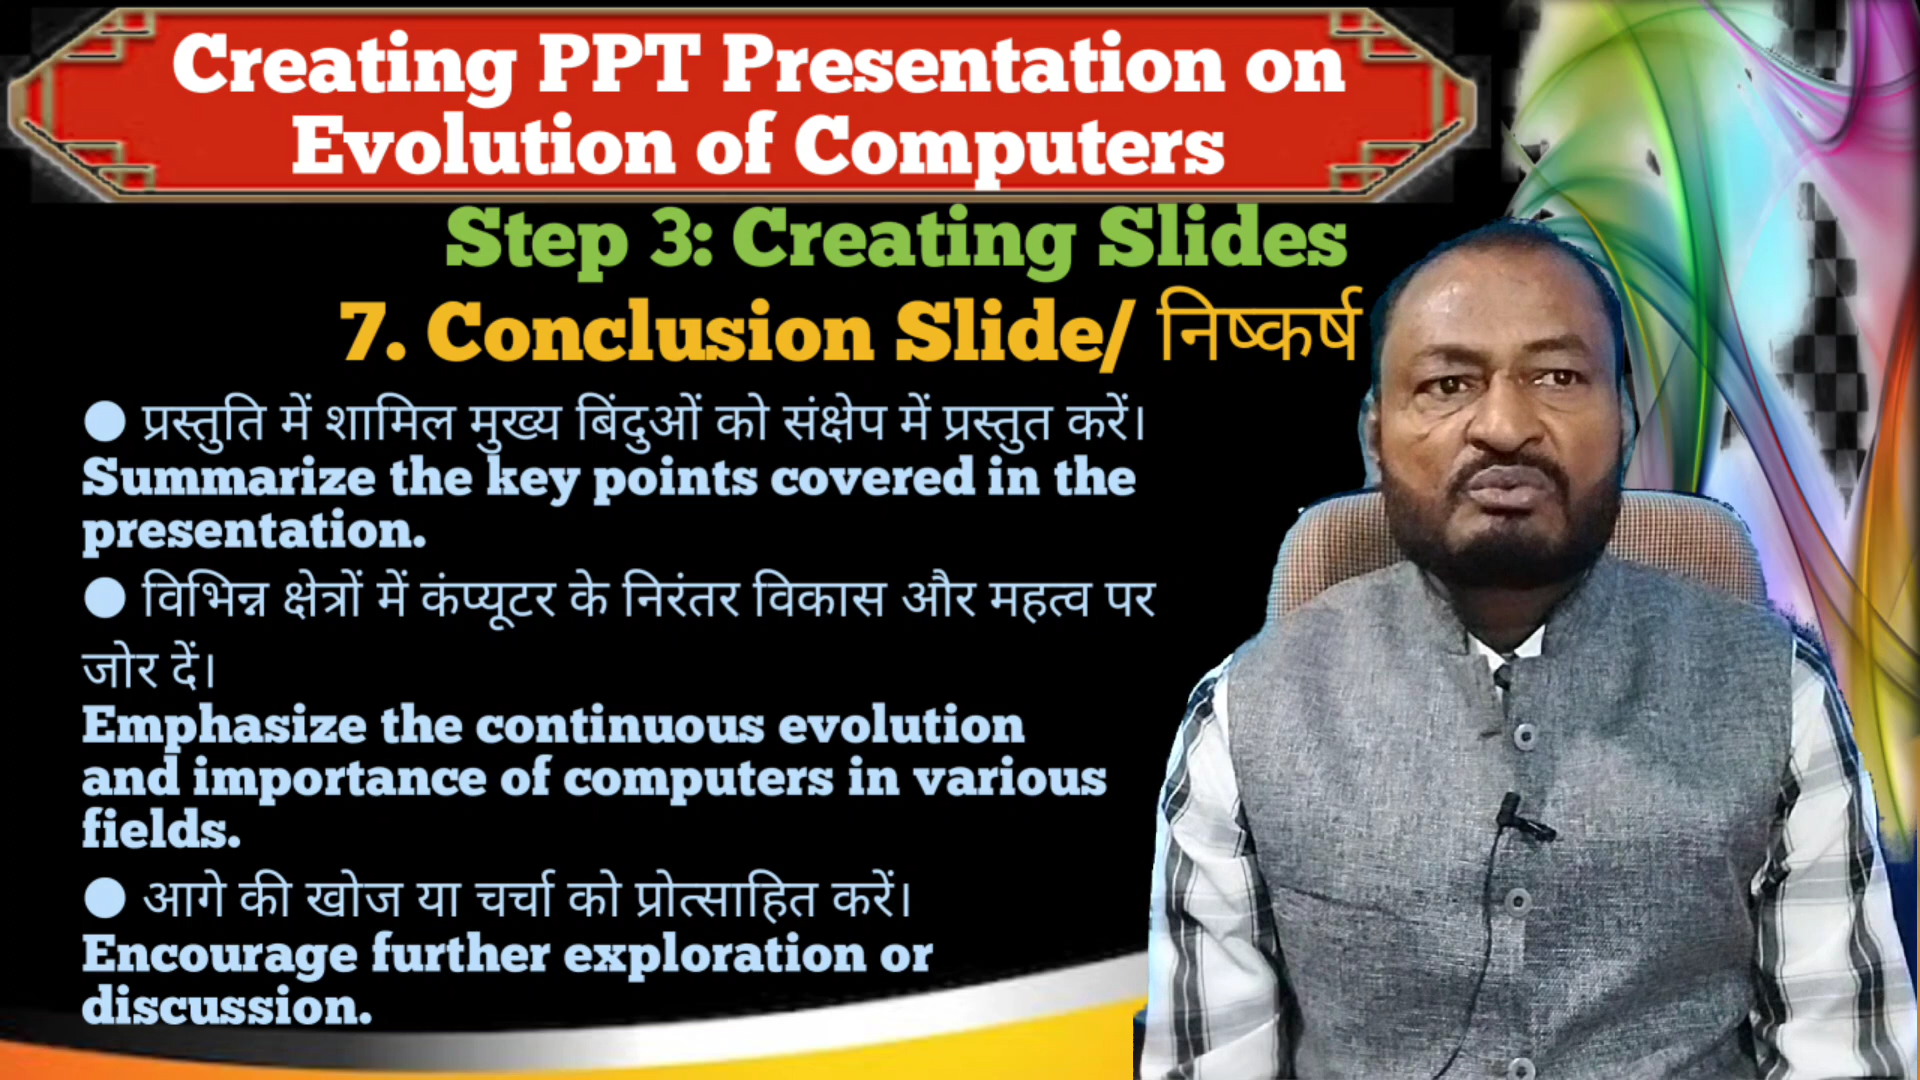 Creating PPT Presentation on
Evolution of Computers
Step 3: Creating Slides
7. Conclusion Slide/ निष्कर्ष
● प्रस्तुति में शामिल मुख्य बिंदुओं को संक्षेप में प्रस्तुत करें।
Summarize the key points covered in the
presentation.
● विभिन्न क्षेत्रों में कंप्यूटर के निरंतर विकास और महत्व पर
जोर दें।
Emphasize the continuous evolution
and importance of computers in various
fields.
● आगे की खोज या चर्चा को प्रोत्साहित करें।
Encourage further exploration or
discussion.